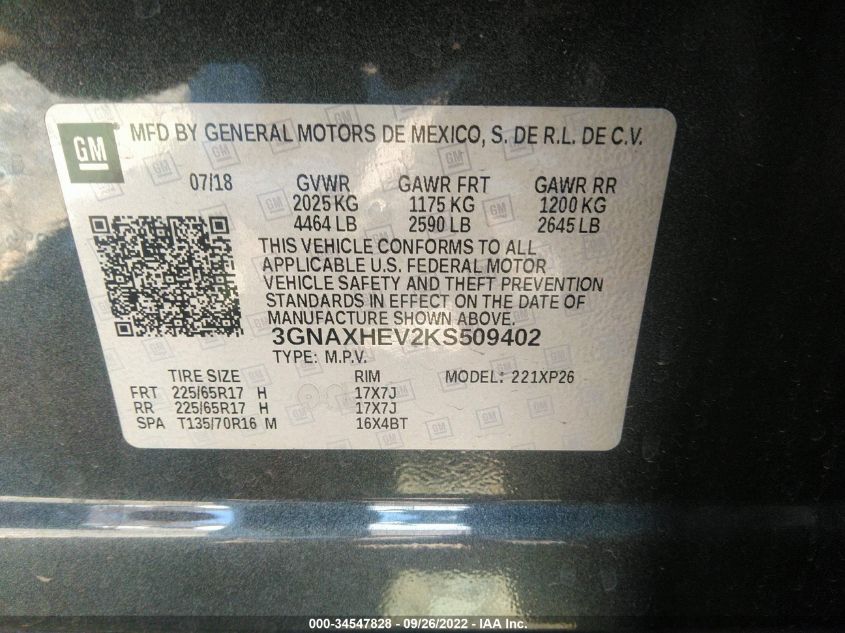 GM
MFD BY GENERAL MOTORS DE MEXICO, S. DE R.L. DE C.V.
07/18 GVWR GAWR FRT GAWR RR
2025 KG 1175 KG 1200 KG
4464 LB 2590 LB 2645 LB
THIS VEHICLE CONFORMS TO ALL
APPLICABLE U.S. FEDERAL MOTOR
VEHICLE SAFETY AND THEFT PREVENTION
STANDARDS IN EFFECT ON THE DATE OF
MANUFACTURE SHOWN ABOVE.
3GNAXHEV2KS509402
TYPE: M.P.V.
TIRE SIZE RIM MODEL: 221XP26
FRT 225/65R17 H 17X7J
RR 225/65R17 H 17X7J
SPA T135/70R16 M 16X4BT
000-34547828 - 09/26/2022 - IAA Inc.